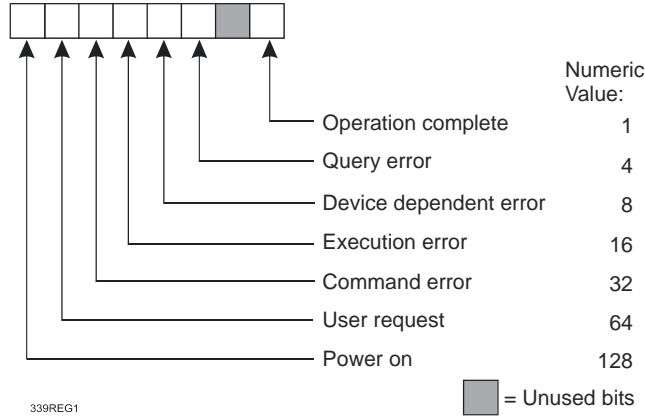 Numeric
Value:
Operation complete 1
Query error 4
Device dependent error 8
Execution error 16
Command error 32
User request 64
Power on 128
339REG1
= Unused bits